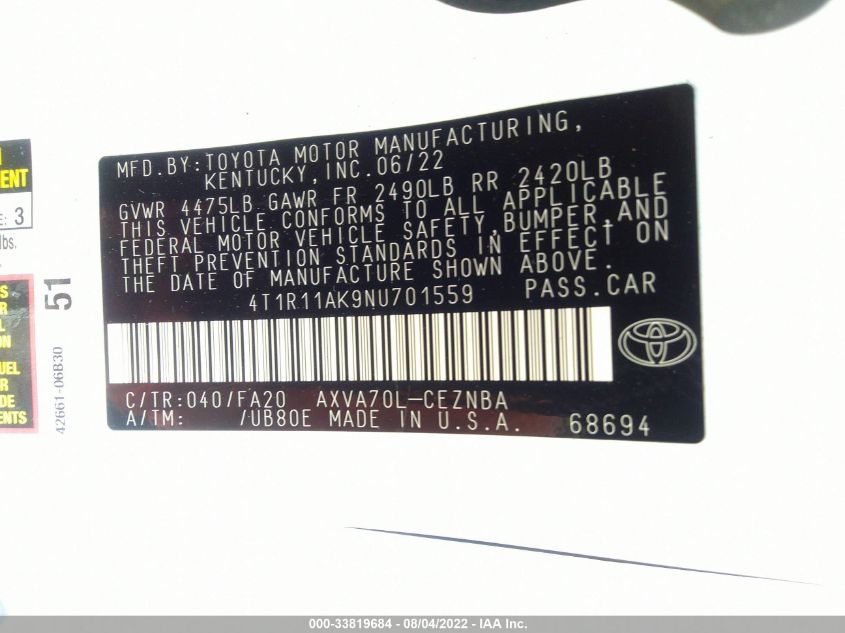 MFD.BY:TOYOTA MOTOR MANUFACTURING,
KENTUCKY,INC.06/22
GVWR 4475LB GAWR FR 2490LB RR 2420LB
THIS VEHICLE CONFORMS TO ALL APPLICABLE
FEDERAL MOTOR VEHICLE SAFETY,BUMPER,AND
THEFT PREVENTION STANDARDS IN EFFECT ON
THE DATE OF MANUFACTURE SHOWN ABOVE.
4T1R11AK9NU701559 PASS.CAR
C/TR:040/FA20 AXVA70L-CEZNBA
A/TM: /UB80E MADE IN U.S.A. 68694
51
42661-06B30
3
lbs.
000-33819684 - 08/04/2022 - IAA Inc.